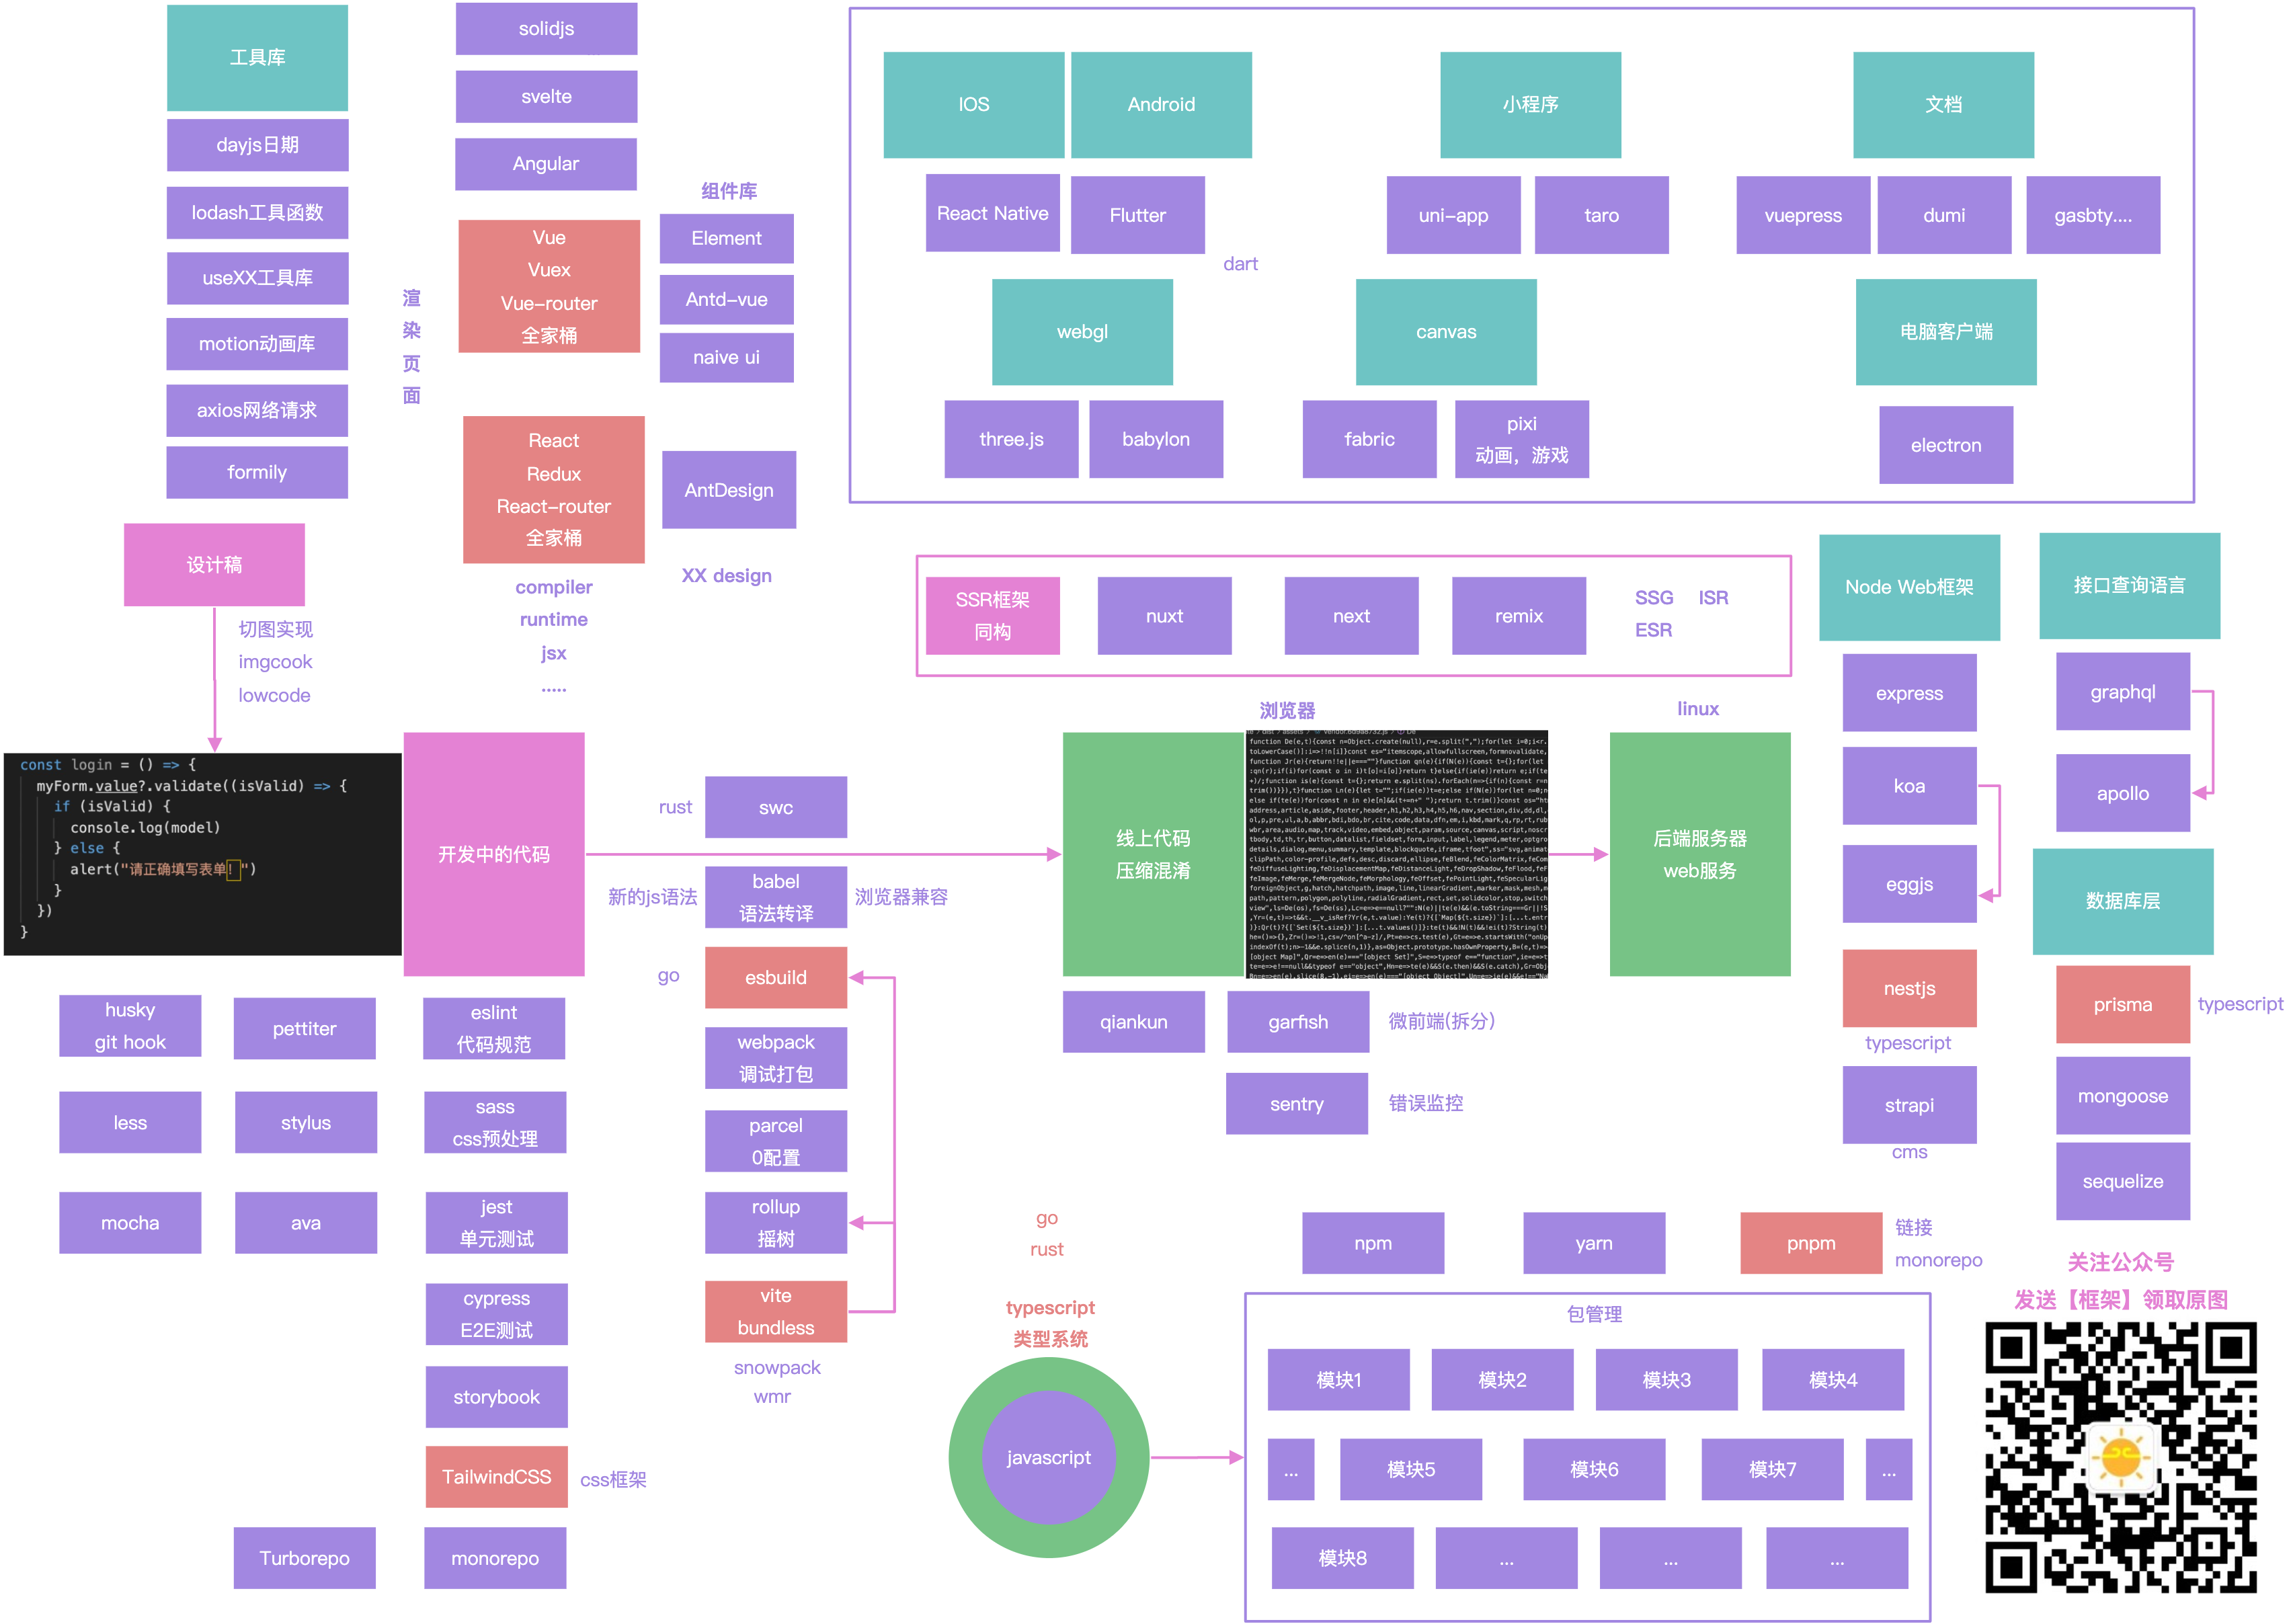 工具库
dayjs日期
lodash工具函数
useXX工具库
motion动画库
axios网络请求
formily
solidjs
svelte
Angular
渲
染
页
面
Vue
Vuex
Vue-router
全家桶
组件库
Element
Antd-vue
naive ui
React
Redux
React-router
全家桶
AntDesign
XX design
compiler
runtime
jsx
.....
IOS
Android
React Native
Flutter
dart
小程序
uni-app
taro
文档
vuepress
dumi
gasbty....
webgl
three.js
babylon
canvas
fabric
pixi
动画，游戏
电脑客户端
electron
设计稿
切图实现
imgcook
lowcode
SSR框架
同构
nuxt
next
remix
SSG ISR
ESR
Node Web框架
express
koa
eggjs
nestjs
typescript
strapi
cms
接口查询语言
graphql
apollo
数据库层
prisma
typescript
mongoose
sequelize
const login = () => {
myForm.value?.validate((isValid) => {
if (isValid) {
console.log(model)
} else {
alert("请正确填写表单！")
}
})
}
开发中的代码
rust
swc
新的js语法
babel
语法转译
浏览器兼容
go
esbuild
webpack
调试打包
parcel
0配置
rollup
摇树
vite
bundless
snowpack
wmr
浏览器
线上代码
压缩混淆
linux
后端服务器
web服务
qiankun
garfish
微前端(拆分)
sentry
错误监控
husky
git hook
pettiter
eslint
代码规范
less
stylus
sass
css预处理
mocha
ava
jest
单元测试
cypress
E2E测试
storybook
TailwindCSS
css框架
Turborepo
monorepo
go
rust
typescript
类型系统
javascript
npm
yarn
pnpm
链接
monorepo
包管理
模块1
模块2
模块3
模块4
...
模块5
模块6
模块7
...
模块8
...
...
...
关注公众号
发送【框架】领取原图